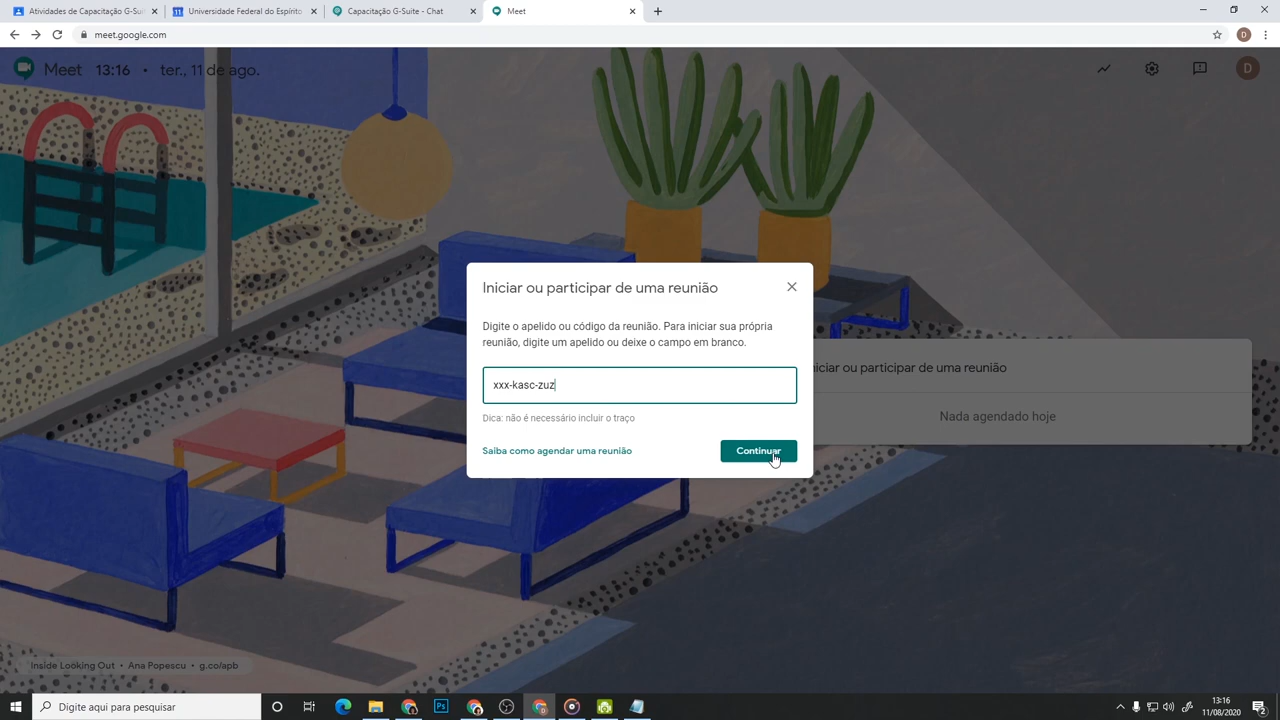 Atividades de Capacitação G-Sui
Universidade Federal do Espírito
Capacitação G-Suite - Chat
Meet
meet.google.com
D
Meet 13:16 • ter., 11 de ago.
D
Iniciar ou participar de uma reunião
Digite o apelido ou código da reunião. Para iniciar sua própria
reunião, digite um apelido ou deixe o campo em branco.
xxx-kasc-zuz
Dica: não é necessário incluir o traço
Saiba como agendar uma reunião
Continuar
niciar ou participar de uma reunião
Nada agendado hoje
Inside Looking Out • Ana Popescu • g.co/apb
Digite aqui para pesquisar
Ps
13:16
11/08/2020
2